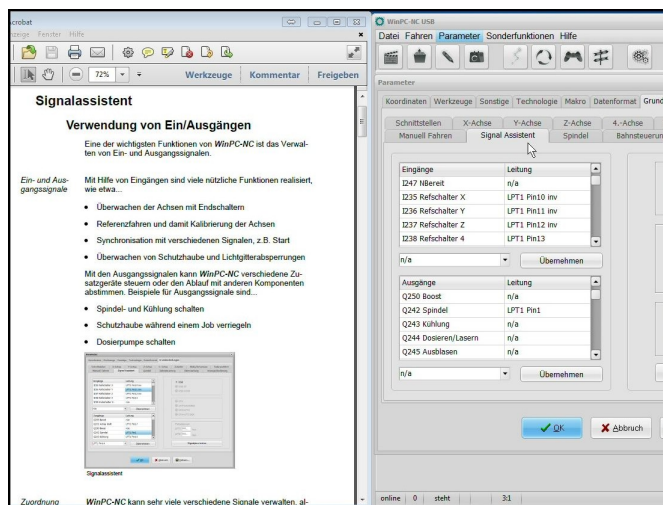 crobat
zeige Fenster Hilfe
72%
Werkzeuge
Kommentar
Freigeben
Signalassistent
Verwendung von Ein/Ausgängen
Eine der wichtigsten Funktionen von WinPC-NC ist das Verwal-
ten von Ein- und Ausgangssignalen.
Ein- und Aus-
gangssignale
Mit Hilfe von Eingängen sind viele nützliche Funktionen realisiert,
wie etwa...
• Überwachen der Achsen mit Endschaltern
• Referenzfahren und damit Kalibrierung der Achsen
• Synchronisation mit verschiedenen Signalen, z.B. Start
• Überwachen von Schutzhaube und Lichtgitterabsperrungen
Mit den Ausgangssignalen kann WinPC-NC verschiedene Zu-
satzgeräte steuern oder den Ablauf mit anderen Komponenten
abstimmen. Beispiele für Ausgangssignale sind...
• Spindel- und Kühlung schalten
• Schutzhaube während einem Job verriegeln
• Dosierpumpe schalten
Signalassistent
Zuordnung
WinPC-NC kann sehr viele verschiedene Signale verwalten, al-
WinPC-NC USB
Datei Fahren Parameter Sonderfunktionen Hilfe
Parameter
Koordinaten Werkzeuge Sonstige Technologie Makro Datenformat Grund
Schnittstellen X-Achse Y-Achse Z-Achse 4.-Achse
Manuell Fahren Signal Assistent Spindel Bahnsteuerun
Eingänge Leitung
I247 NBereit n/a
I235 Refschalter X LPT1 Pin10 inv
I236 Refschalter Y LPT1 Pin11 inv
I237 Refschalter Z LPT1 Pin12 inv
I238 Refschalter 4 LPT1 Pin13
n/a Übernehmen
Ausgänge Leitung
Q250 Boost n/a
Q242 Spindel LPT1 Pin1
Q243 Kühlung n/a
Q244 Dosieren/Lasern n/a
Q245 Ausblasen n/a
n/a Übernehmen
OK Abbruch
online 0 steht 3:1